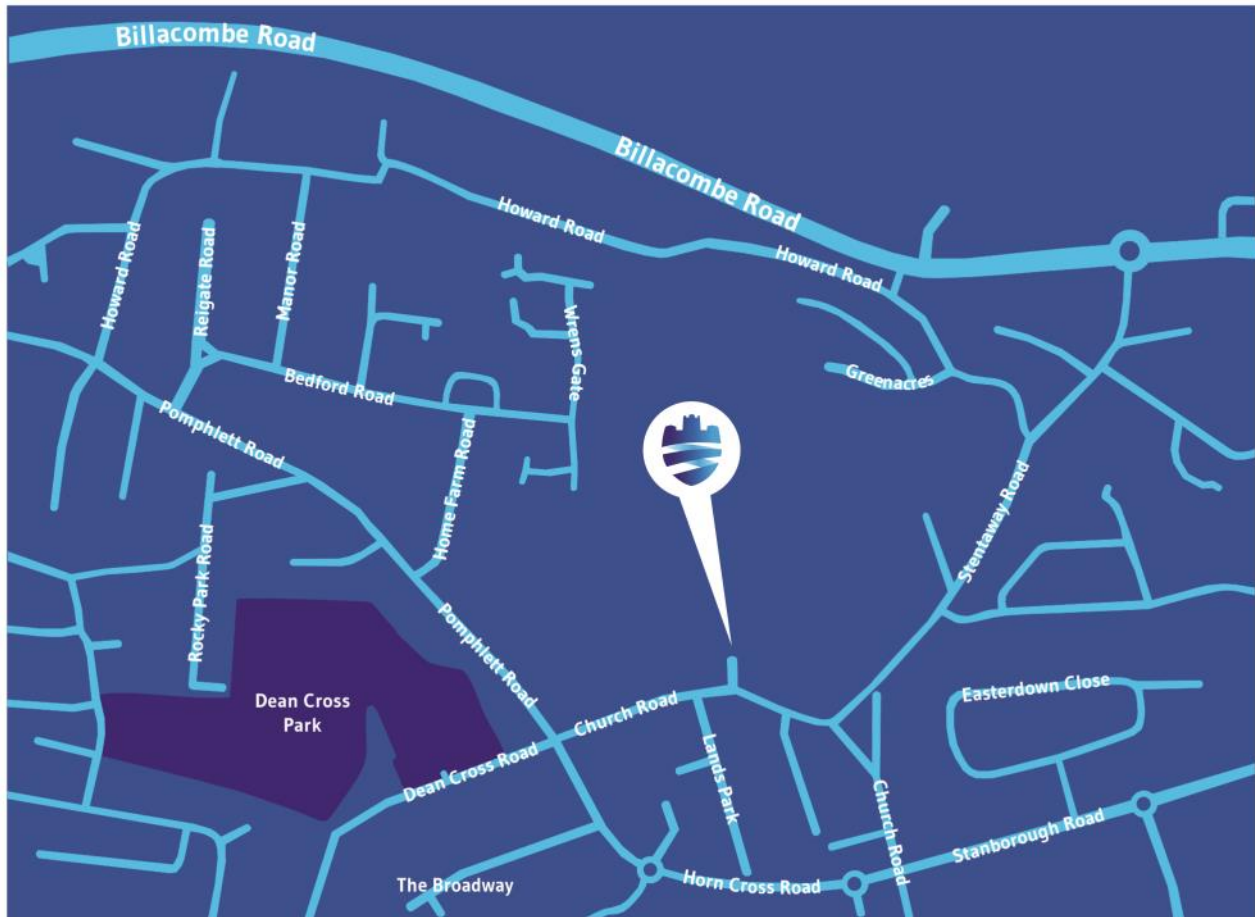 Billacombe Road
Billacombe Road
Howard Road
Howard Road
Howard Road
Reigate Road
Manor Road
Wrens Gate
Greenacres
Bedford Road
Pomphlett Road
Home Farm Road
Stentaway Road
Rocky Park Road
Pomphlett Road
Dean Cross
Park
Church Road
Easterdown Close
Lands Park
Dean Cross Road
Church Road
Stanborough Road
The Broadway
Horn Cross Road